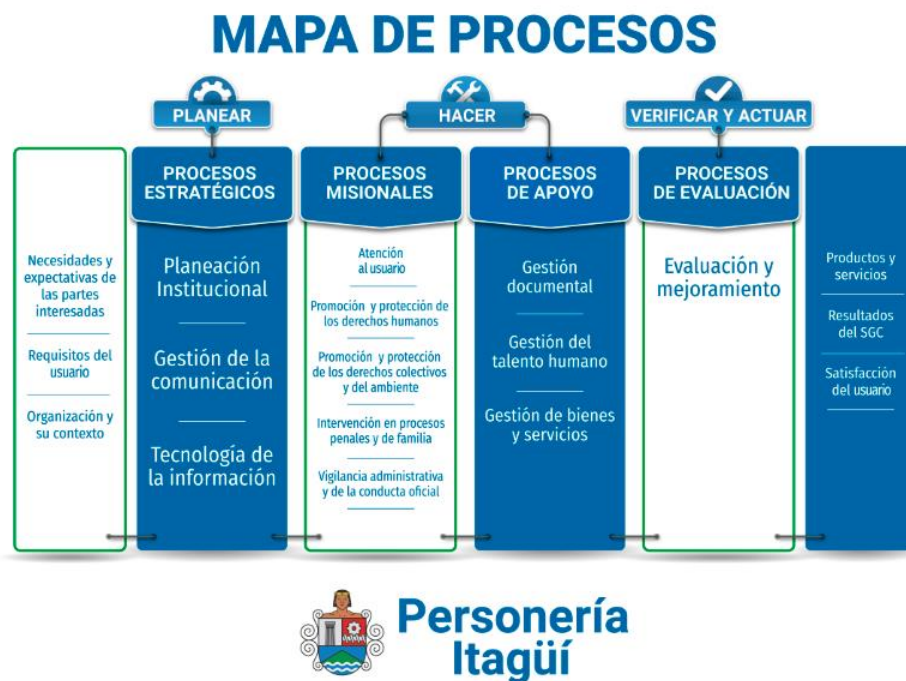 MAPA DE PROCESOS
PLANEAR
HACER
VERIFICAR Y ACTUAR
Necesidades y
expectativas de
las partes
interesadas
Requisitos del
usuario
Organización y
su contexto
PROCESOS
ESTRATÉGICOS
Planeación
Institucional
Gestión de la
comunicación
Tecnología de
la información
PROCESOS
MISIONALES
Atención
al usuario
Promoción y protección de
los derechos humanos
Promoción y protección
de los derechos colectivos
y del ambiente
Intervención en procesos
penales y de familia
Vigilancia administrativa
y de la conducta oficial
PROCESOS
DE APOYO
Gestión
documental
Gestión del
talento humano
Gestión de bienes
y servicios
PROCESOS
DE EVALUACIÓN
Evaluación y
mejoramiento
Productos y
servicios
Resultados
del SGC
Satisfacción
del usuario
Personería
Itagüí